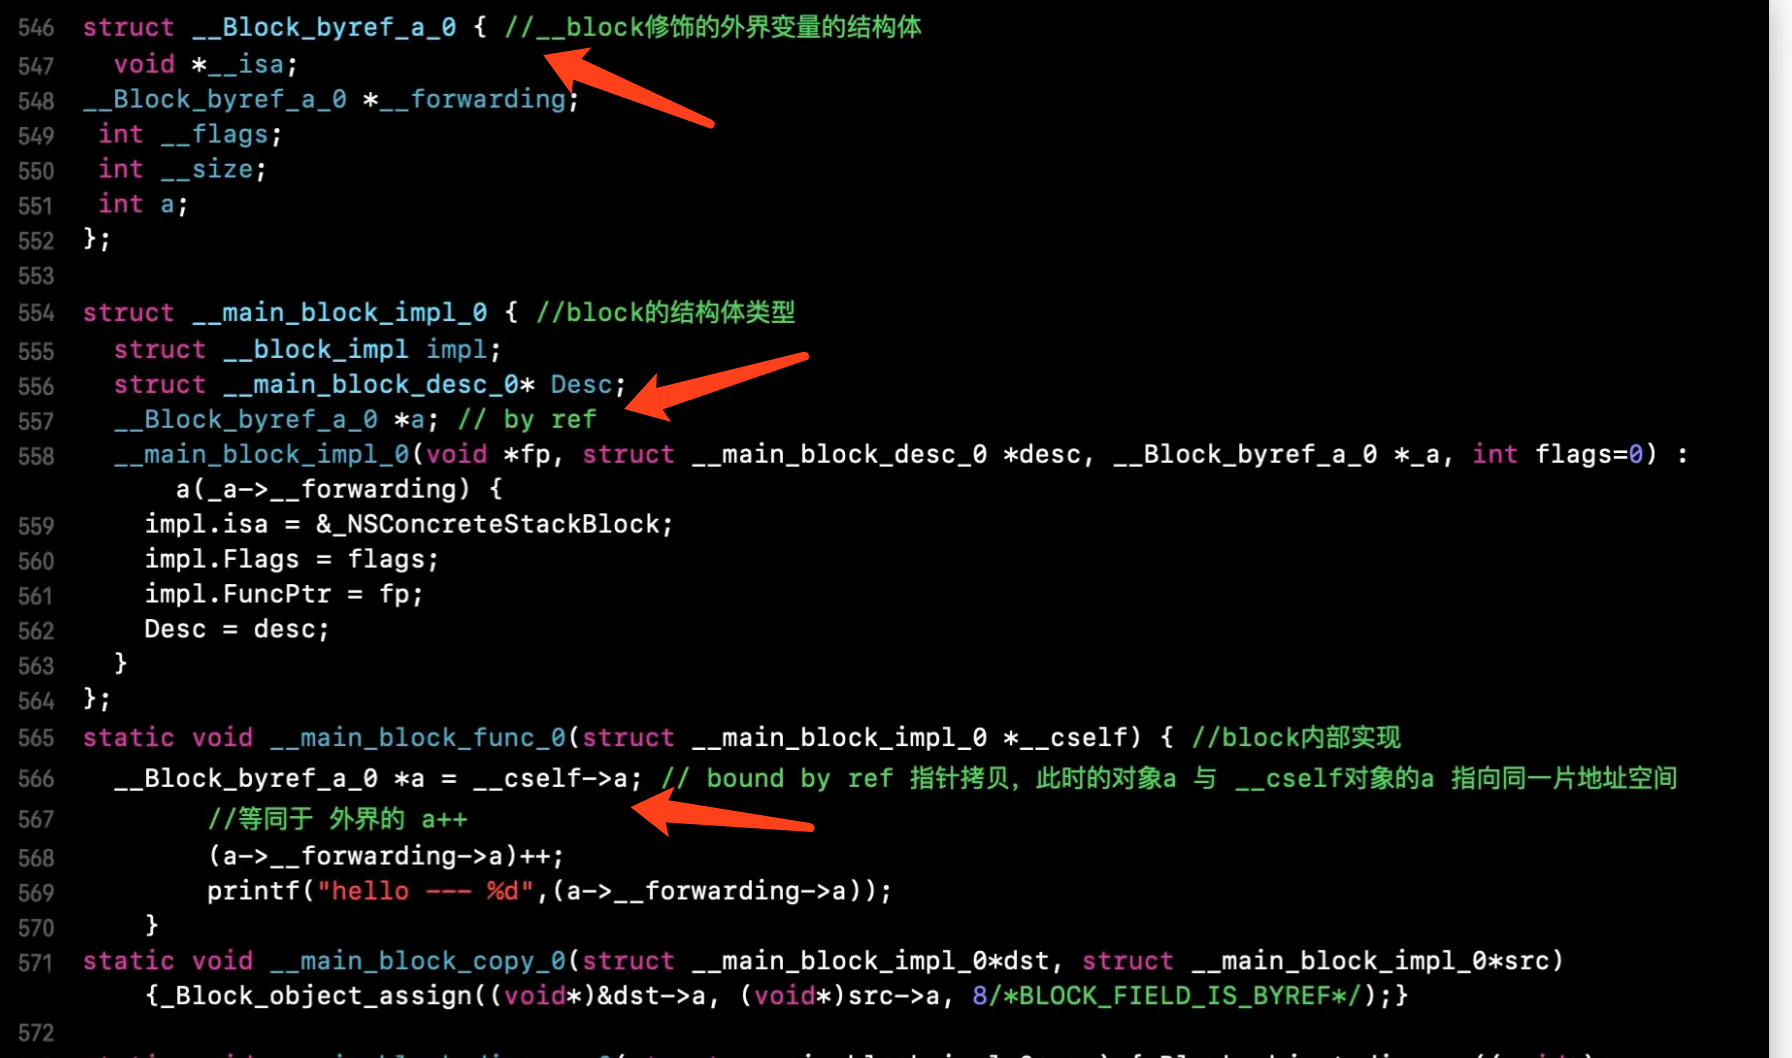 546 struct __Block_byref_a_0 { //__block修饰的外界变量的结构体
547 void *__isa;
548 __Block_byref_a_0 *__forwarding;
549 int __flags;
550 int __size;
551 int a;
552 };
553
554 struct __main_block_impl_0 { //block的结构体类型
555 struct __block_impl impl;
556 struct __main_block_desc_0* Desc;
557 __Block_byref_a_0 *a; // by ref
558 __main_block_impl_0(void *fp, struct __main_block_desc_0 *desc, __Block_byref_a_0 *_a, int flags=0) :
a(_a->__forwarding) {
559 impl.isa = &_NSConcreteStackBlock;
560 impl.Flags = flags;
561 impl.FuncPtr = fp;
562 Desc = desc;
563 }
564 };
565 static void __main_block_func_0(struct __main_block_impl_0 *__cself) { //block内部实现
566 __Block_byref_a_0 *a = __cself->a; // bound by ref 指针拷贝，此时的对象a 与 __cself对象的a 指向同一片地址空间
567 //等同于 外界的 a++
568 (a->__forwarding->a)++;
569 printf("hello --- %d",(a->__forwarding->a));
570 }
571 static void __main_block_copy_0(struct __main_block_impl_0*dst, struct __main_block_impl_0*src)
{_Block_object_assign((void*)&dst->a, (void*)src->a, 8/*BLOCK_FIELD_IS_BYREF*/);}
572